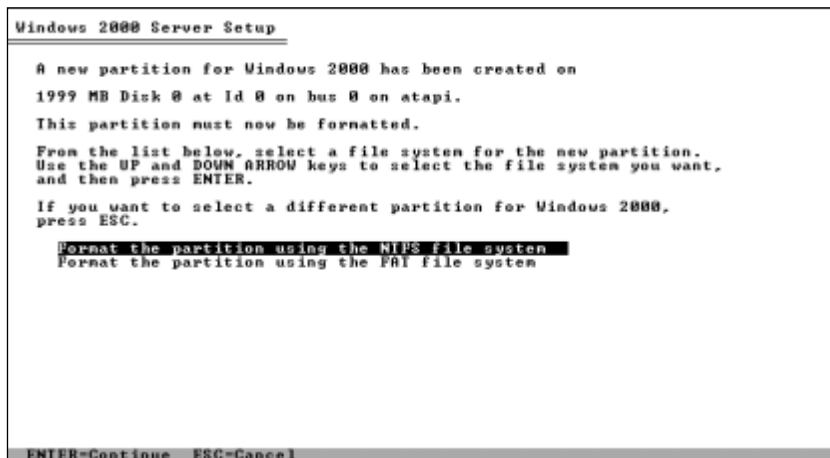 Windows 2000 Server Setup
A new partition for Windows 2000 has been created on
1999 MB Disk 0 at Id 0 on bus 0 on atapi.
This partition must now be formatted.
From the list below, select a file system for the new partition.
Use the UP and DOWN ARROW keys to select the file system you want,
and then press ENTER.
If you want to select a different partition for Windows 2000,
press ESC.
Format the partition using the NTFS file system
Format the partition using the FAT file system
ENTER=Continue ESC=Cancel